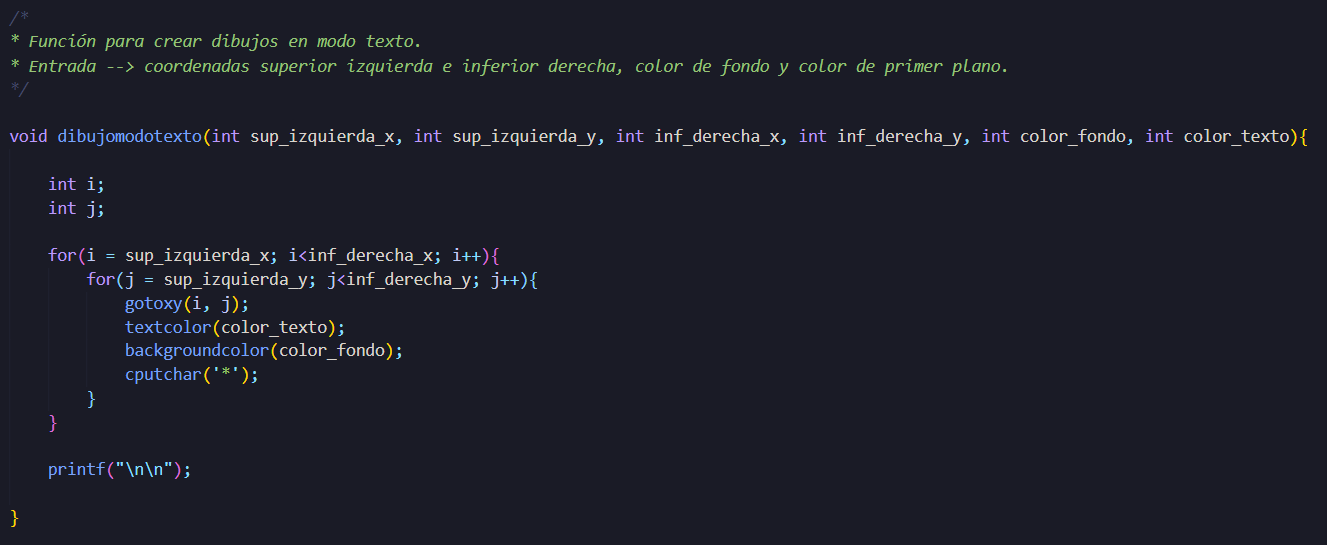 /*
* Función para crear dibujos en modo texto.
* Entrada --> coordenadas superior izquierda e inferior derecha, color de fondo y color de primer plano.
*/
void dibujomodotexto(int sup_izquierda_x, int sup_izquierda_y, int inf_derecha_x, int inf_derecha_y, int color_fondo, int color_texto){
    int i;
    int j;
    for(i = sup_izquierda_x; i<inf_derecha_x; i++){
        for(j = sup_izquierda_y; j<inf_derecha_y; j++){
            gotoxy(i, j);
            textcolor(color_texto);
            backgroundcolor(color_fondo);
            cputchar('*');
        }
    }
    printf("\n\n");
}